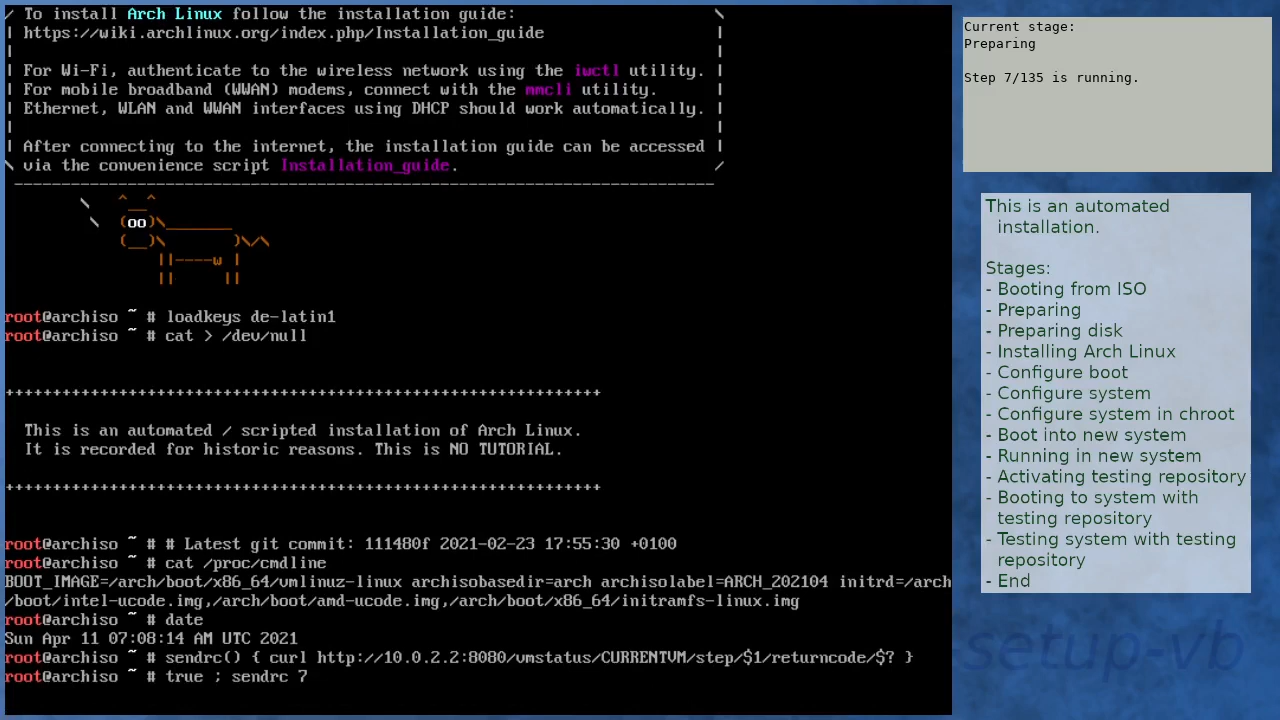 / To install Arch Linux follow the installation guide: \
| https://wiki.archlinux.org/index.php/Installation_guide |
| |
| For Wi-Fi, authenticate to the wireless network using the iwctl utility. |
| For mobile broadband (WWAN) modems, connect with the mmcli utility. |
| Ethernet, WLAN and WWAN interfaces using DHCP should work automatically. |
| |
| After connecting to the internet, the installation guide can be accessed |
\ via the convenience script Installation_guide. /
---------------------------------------------------------------------------
\ ^__^
\ (oo)\_______
(__)\ )\/\
||----w |
|| ||
root@archiso ~ # loadkeys de-latin1
root@archiso ~ # cat > /dev/null
+++++++++++++++++++++++++++++++++++++++++++++++++++++++++++++++
This is an automated / scripted installation of Arch Linux.
It is recorded for historic reasons. This is NO TUTORIAL.
+++++++++++++++++++++++++++++++++++++++++++++++++++++++++++++++
root@archiso ~ # # Latest git commit: 111480f 2021-02-23 17:55:30 +0100
root@archiso ~ # cat /proc/cmdline
BOOT_IMAGE=/arch/boot/x86_64/vmlinuz-linux archisobasedir=arch archisolabel=ARCH_202104 initrd=/arch
/boot/intel-ucode.img,/arch/boot/amd-ucode.img,/arch/boot/x86_64/initramfs-linux.img
root@archiso ~ # date
Sun Apr 11 07:08:14 AM UTC 2021
root@archiso ~ # sendrc() { curl http://10.0.2.2:8080/vmstatus/CURRENTVM/step/$1/returncode/$? }
root@archiso ~ # true ; sendrc 7
Current stage:
Preparing
Step 7/135 is running.
This is an automated
installation.
Stages:
- Booting from ISO
- Preparing
- Preparing disk
- Installing Arch Linux
- Configure boot
- Configure system
- Configure system in chroot
- Boot into new system
- Running in new system
- Activating testing repository
- Booting to system with
testing repository
- Testing system with testing
repository
- End
setup-vb